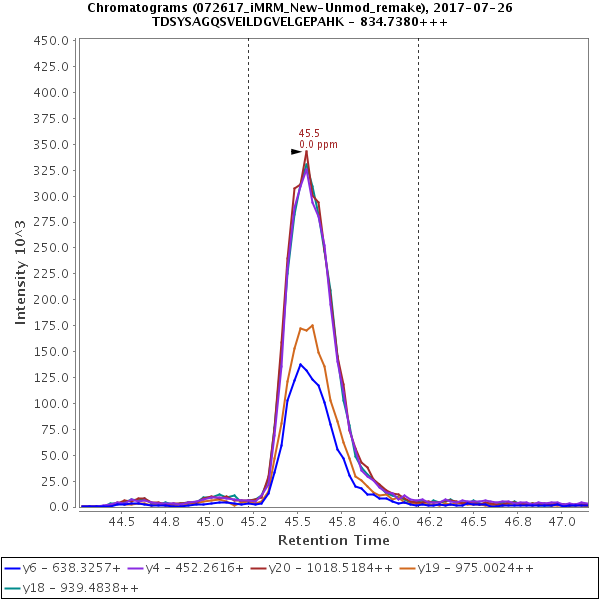 Chromatograms (072617_iMRM_New-Unmod_remake), 2017-07-26
TDSYSAGQSVEILDGVELGEPAHK - 834.7380+++
450.0
425.0
400.0
375.0
350.0
325.0
300.0
275.0
250.0
225.0
200.0
175.0
150.0
125.0
100.0
75.0
50.0
25.0
0.0
Intensity 10^3
45.5
0.0 ppm
44.5 44.8 45.0 45.2 45.5 45.8 46.0 46.2 46.5 46.8 47.0
Retention Time
y6 - 638.3257+ y4 - 452.2616+ y20 - 1018.5184++ y19 - 975.0024++
y18 - 939.4838++